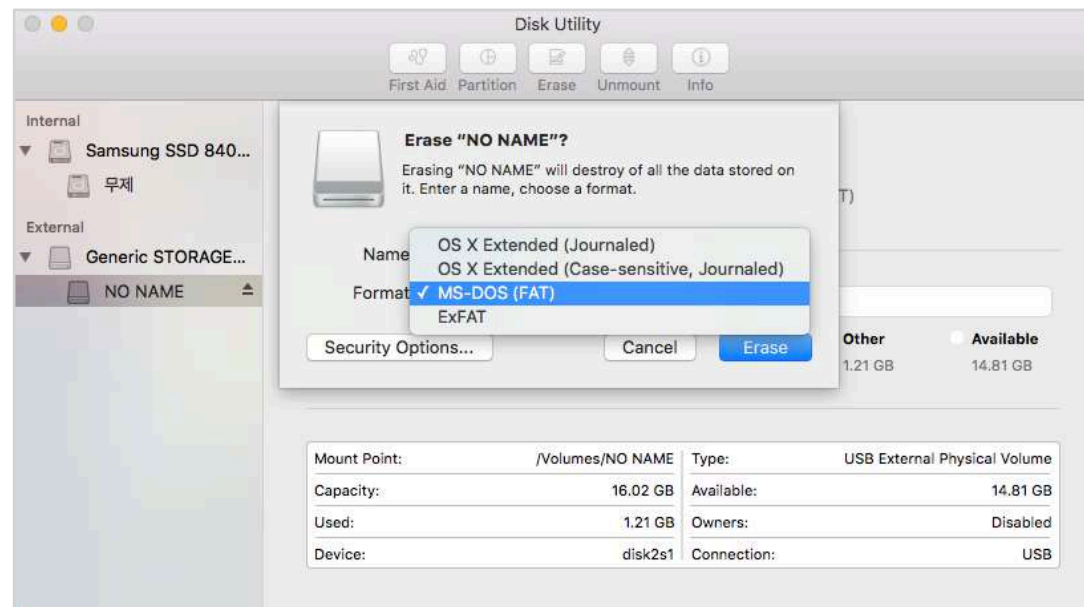 Disk Utility
First Aid Partition Erase Unmount Info
Internal
Samsung SSD 840...
무제
External
Generic STORAGE...
NO NAME
Erase “NO NAME”?
Erasing “NO NAME” will destroy of all the data stored on
it. Enter a name, choose a format.
Name
Format
OS X Extended (Journaled)
OS X Extended (Case-sensitive, Journaled)
✓ MS-DOS (FAT)
ExFAT
Security Options...
Cancel
Erase
T)
Other
1.21 GB
Available
14.81 GB
Mount Point: /Volumes/NO NAME Type: USB External Physical Volume
Capacity: 16.02 GB Available: 14.81 GB
Used: 1.21 GB Owners: Disabled
Device: disk2s1 Connection: USB